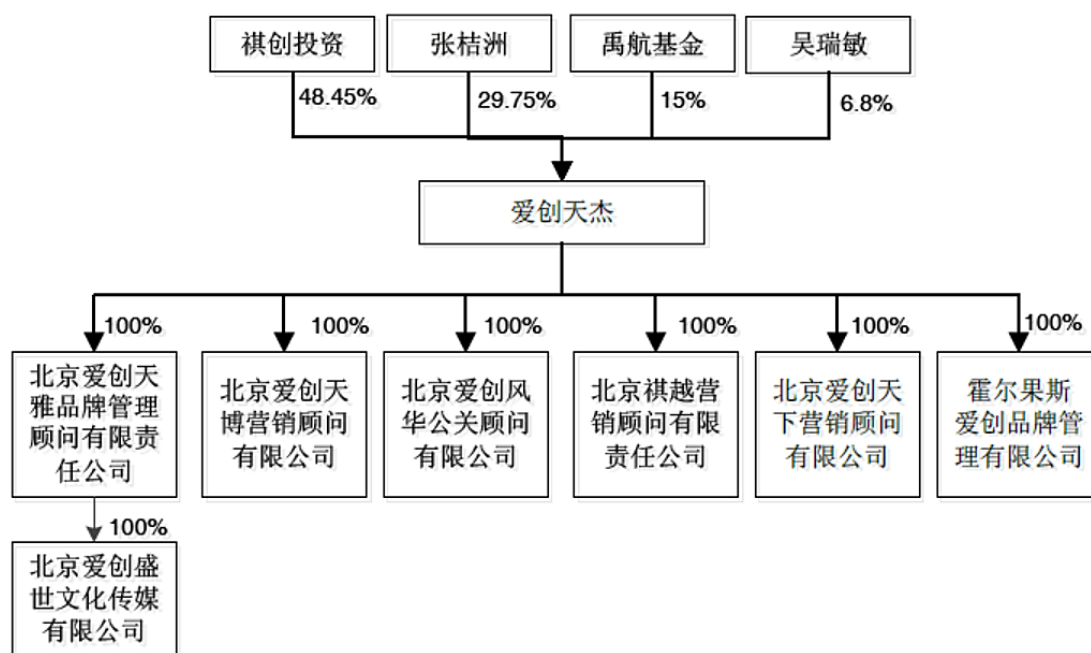 祺创投资
张桔洲
禹航基金
吴瑞敏
48.45%
29.75%
15%
6.8%
爱创天杰
100%
100%
100%
100%
100%
100%
北京爱创天
雅品牌管理
顾问有限责
任公司
北京爱创天
博营销顾问
有限公司
北京爱创风
华公关顾问
有限公司
北京祺越营
销顾问有限
责任公司
北京爱创天
下营销顾问
有限公司
霍尔果斯
爱创品牌管
理有限公司
100%
北京爱创盛
世文化传媒
有限公司